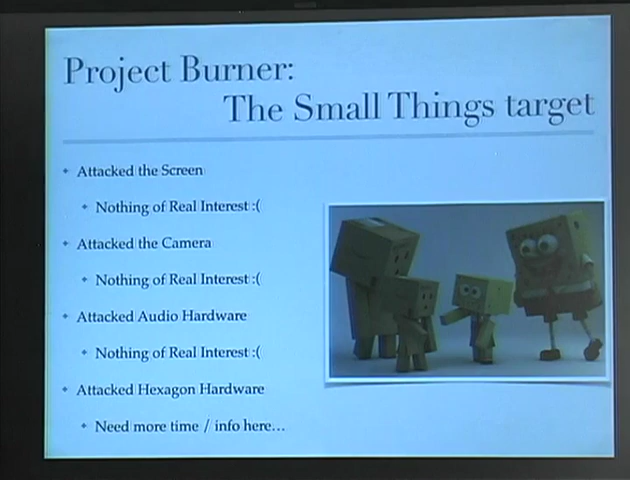 Project Burner:
The Small Things target
Attacked the Screen
Nothing of Real Interest :(
Attacked the Camera
Nothing of Real Interest :(
Attacked Audio Hardware
Nothing of Real Interest :(
Attacked Hexagon Hardware
Need more time / info here...